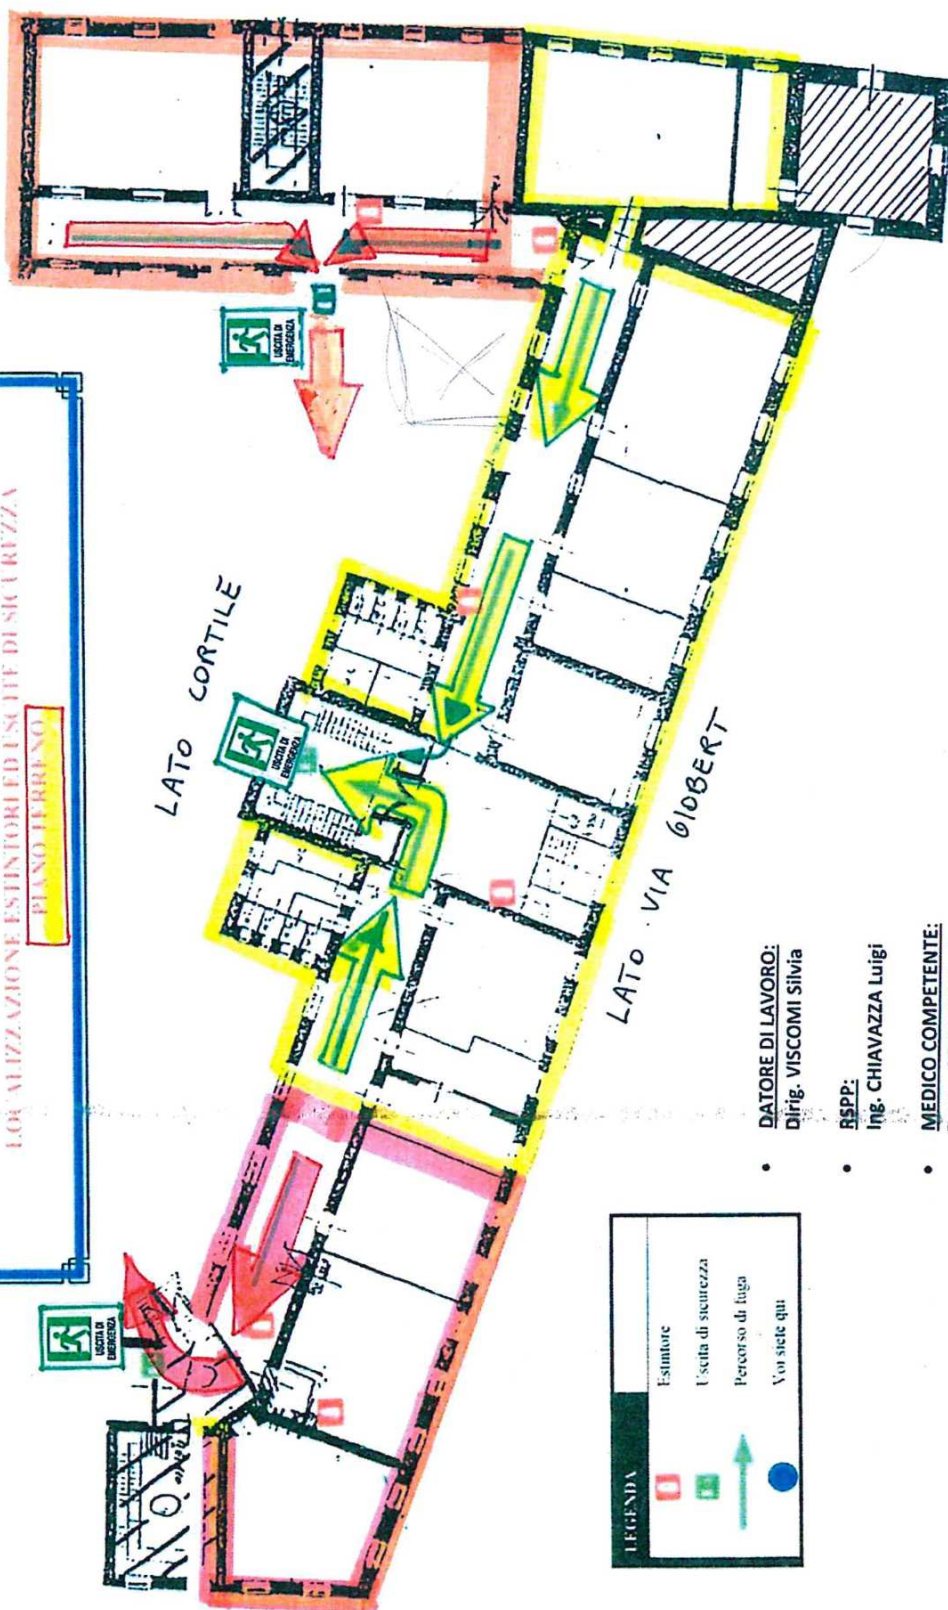 LOCALIZZAZIONE ESTINTORI ED USCITE DI SICUREZZA
PIANO TERRENO
USCITA DI
EMERGENZA
LATO CORTILE
USCITA DI
EMERGENZA
USCITA DI
EMERGENZA
LATO VIA GIOBERT
LEGENDA
Estintore
Uscita di sicurezza
Percorso di fuga
Voi siete qui
• DATORE DI LAVORO:
Dirig. VISCOMI Silvia
• RSPP:
Ing. CHIAVAZZA Luigi
• MEDICO COMPETENTE: